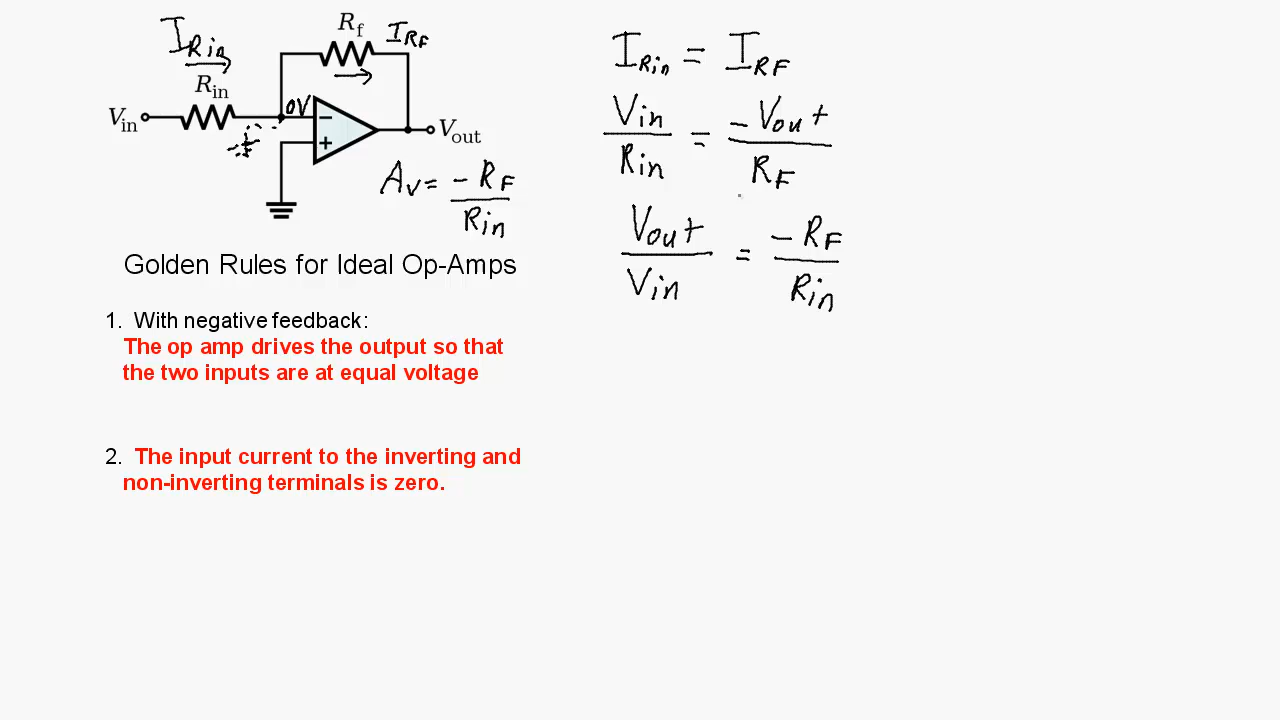 I_Rin
R_f
I_RF
R_in
V_in
0V
−
+
V_out
A_V = −R_F / R_in
Golden Rules for Ideal Op-Amps
1. With negative feedback:
The op amp drives the output so that
the two inputs are at equal voltage
2. The input current to the inverting and
non-inverting terminals is zero.
I_Rin = I_RF
V_in / R_in = −V_out / R_F
V_out / V_in = −R_F / R_in